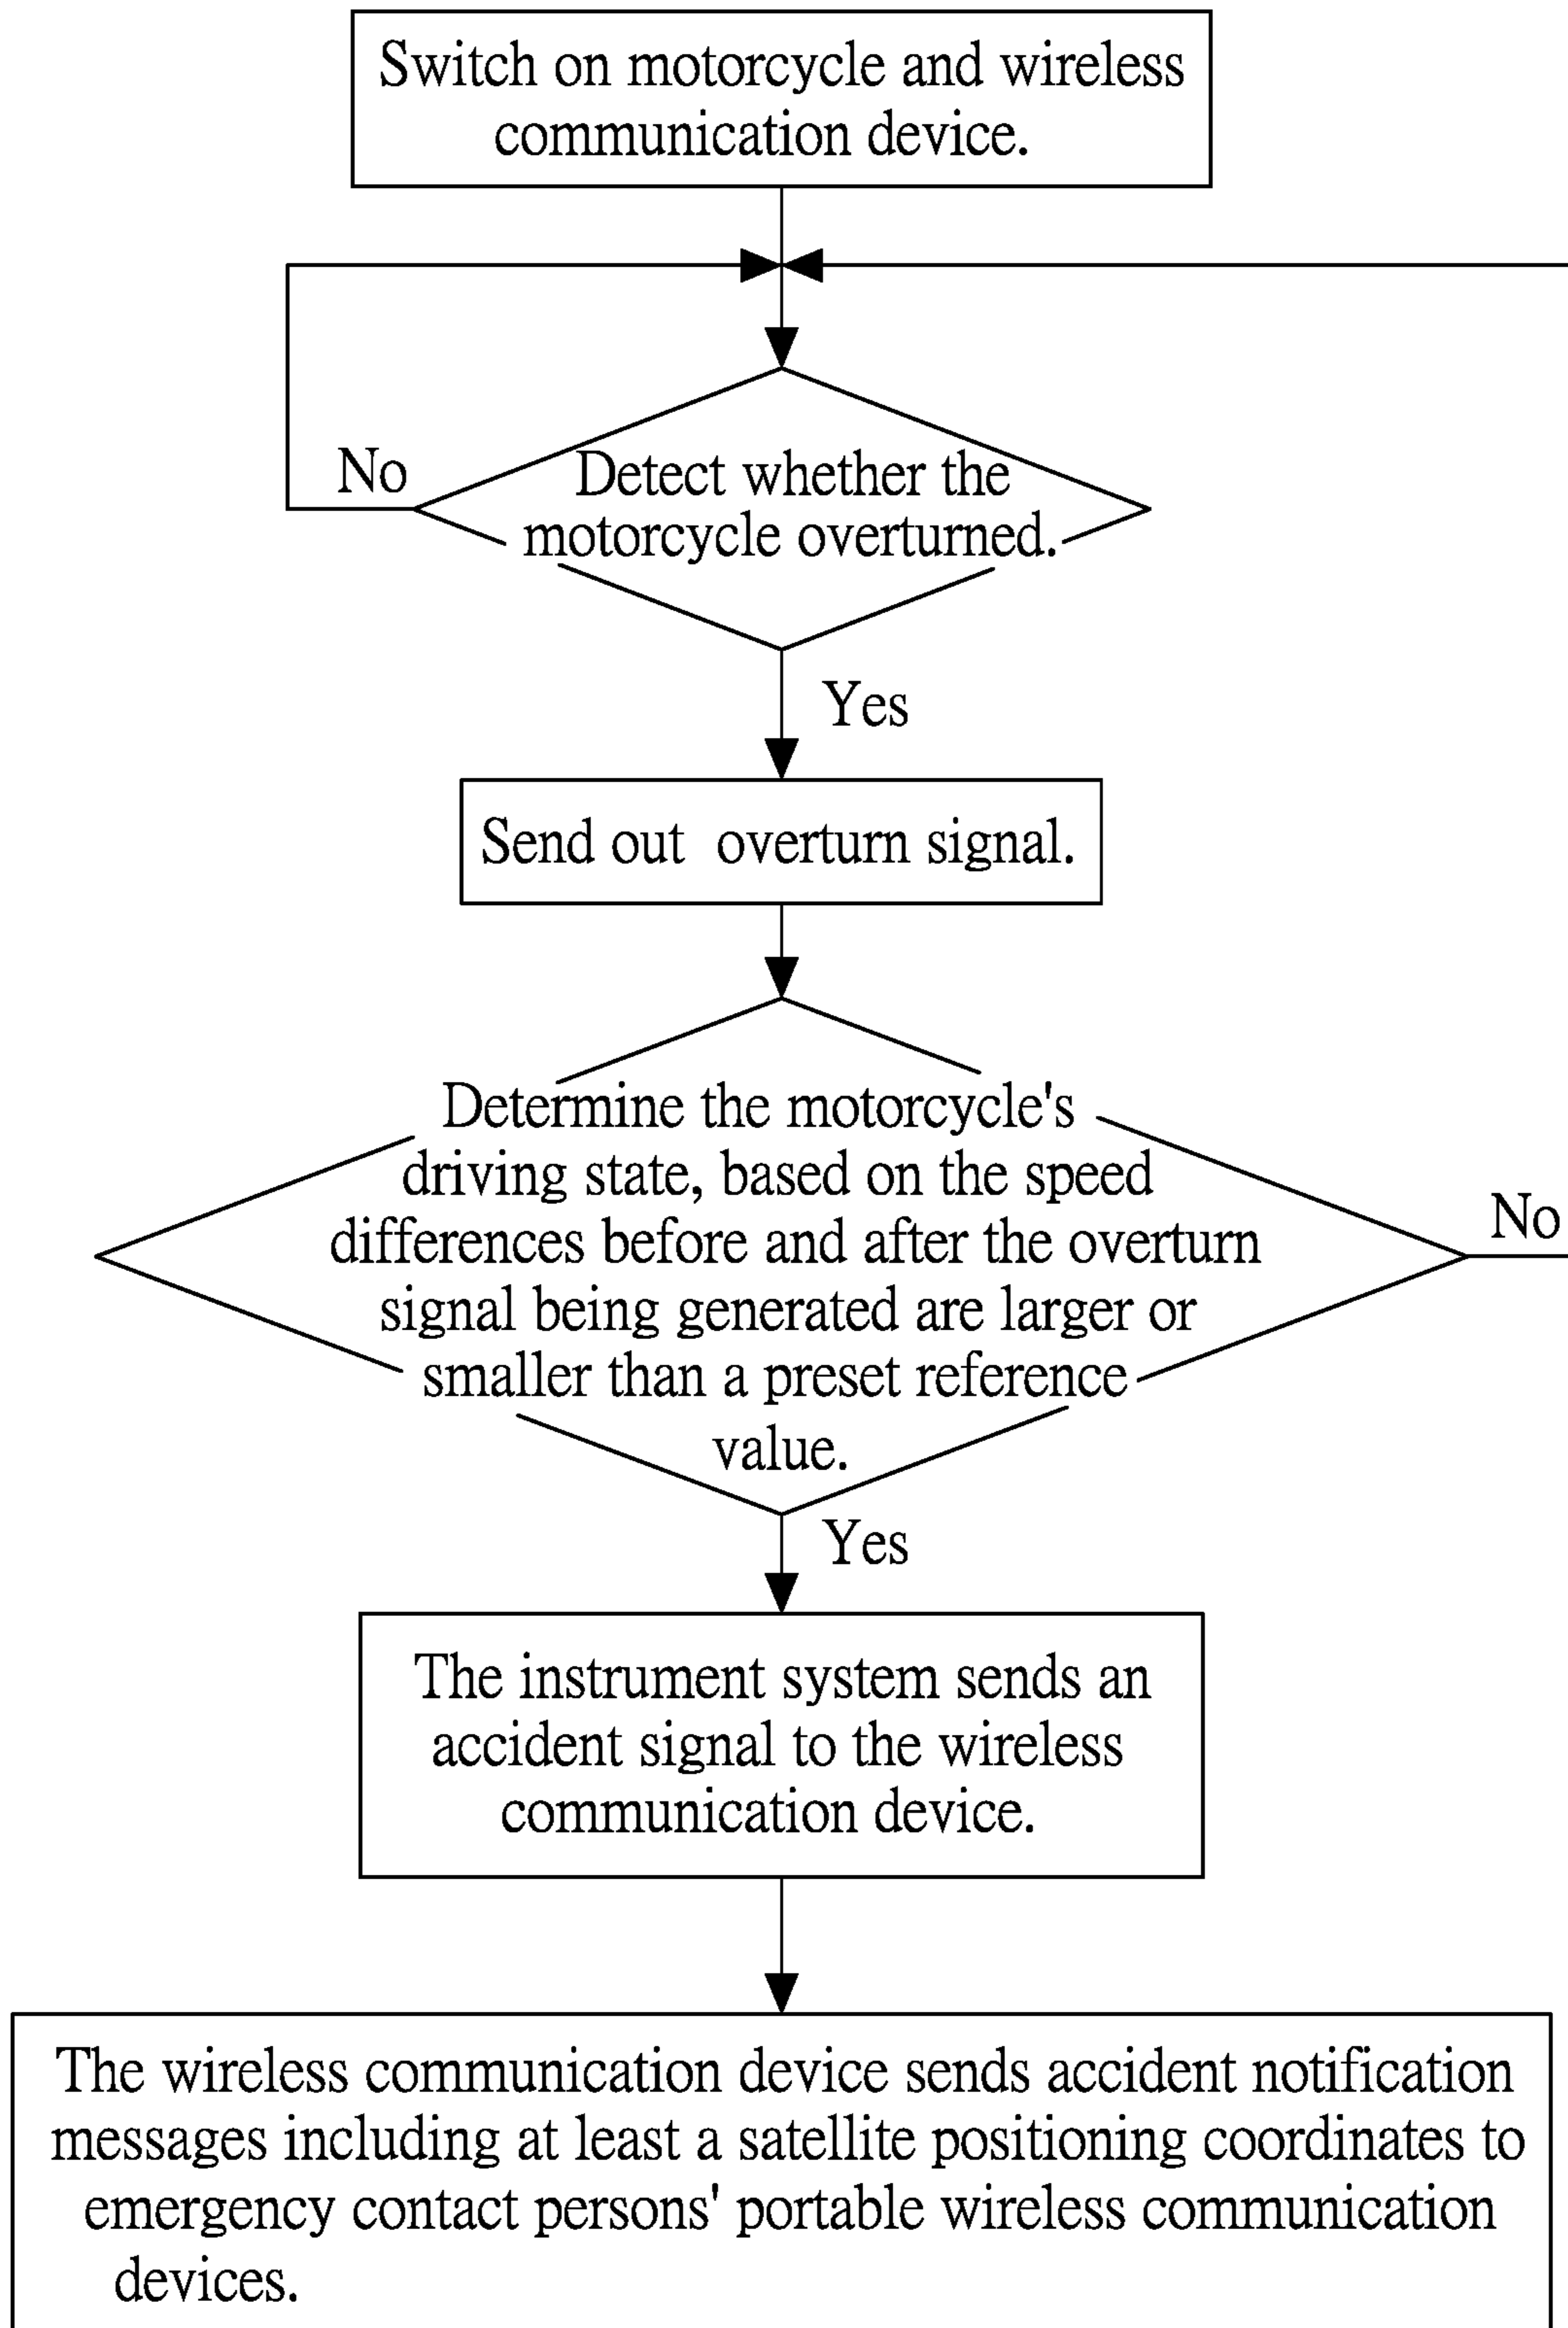 Switch on motorcycle and wireless
communication device.
No
Detect whether the
motorcycle overturned.
Yes
Send out overturn signal.
Determine the motorcycle's
driving state, based on the speed
differences before and after the overturn
signal being generated are larger or
smaller than a preset reference
value.
No
Yes
The instrument system sends an
accident signal to the wireless
communication device.
The wireless communication device sends accident notification
messages including at least a satellite positioning coordinates to
emergency contact persons' portable wireless communication
devices.